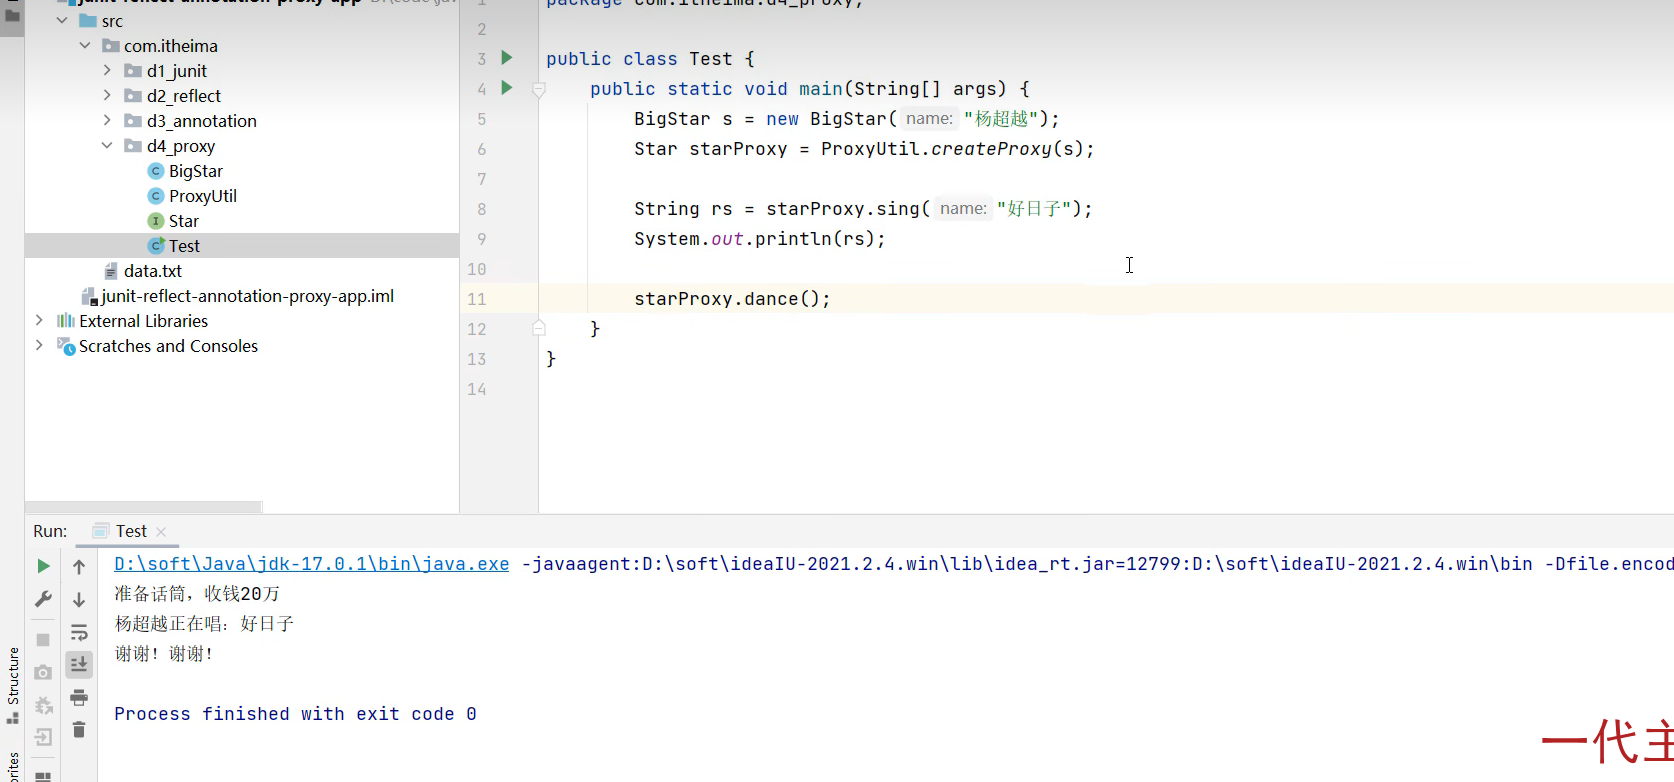 junit-reflect-annotation-proxy-app D:\code\jav
src
com.itheima
d1_junit
d2_reflect
d3_annotation
d4_proxy
BigStar
ProxyUtil
Star
Test
data.txt
junit-reflect-annotation-proxy-app.iml
External Libraries
Scratches and Consoles
1 package com.itheima.d4_proxy;
2
3 public class Test {
4 public static void main(String[] args) {
5 BigStar s = new BigStar( name: "杨超越");
6 Star starProxy = ProxyUtil.createProxy(s);
7
8 String rs = starProxy.sing( name: "好日子");
9 System.out.println(rs);
10
11 starProxy.dance();
12 }
13 }
14
Run: Test
D:\soft\Java\jdk-17.0.1\bin\java.exe -javaagent:D:\soft\ideaIU-2021.2.4.win\lib\idea_rt.jar=12799:D:\soft\ideaIU-2021.2.4.win\bin -Dfile.encod
准备话筒，收钱20万
杨超越正在唱：好日子
谢谢！谢谢！
Process finished with exit code 0
Structure
一代主